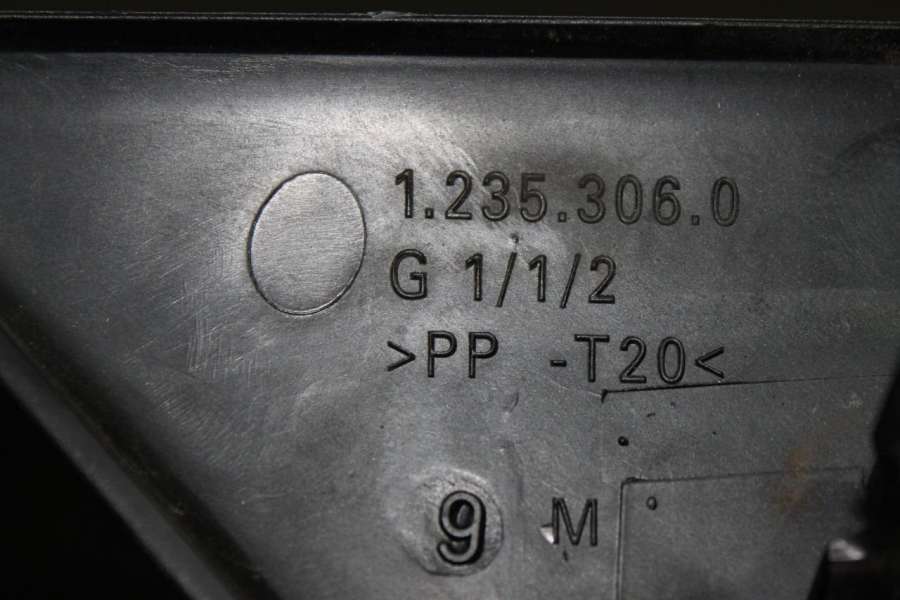 1.235.306.0
G 1/1/2
>PP -T20<
9 M